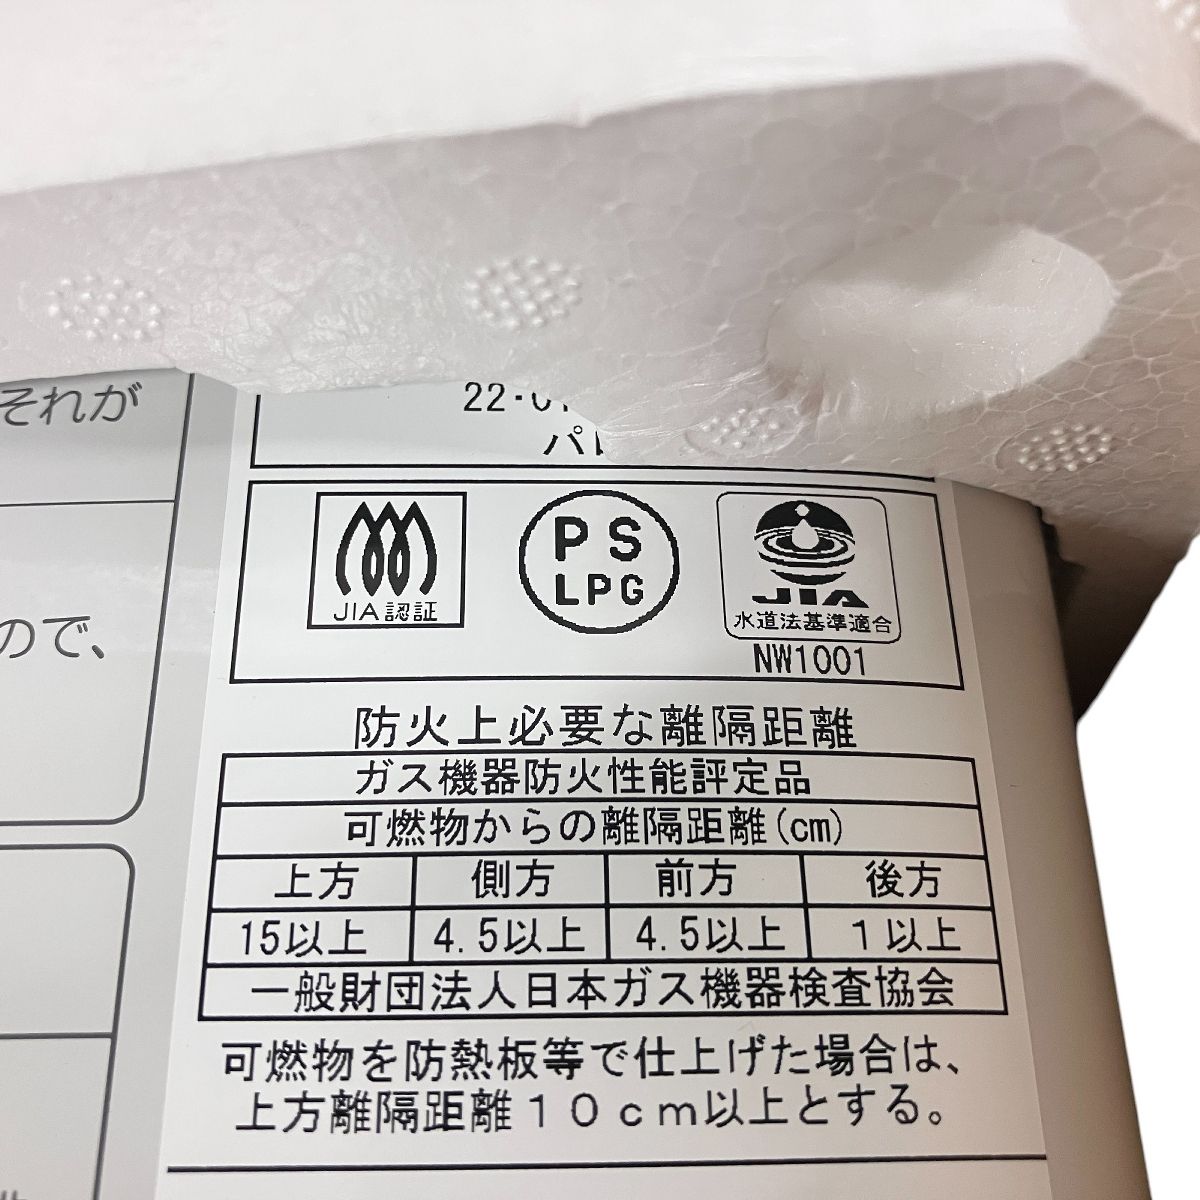 それが
ので、
22・0
パ
JIA認証
PS
LPG
JIA
水道法基準適合
NW1001
防火上必要な離隔距離
ガス機器防火性能評定品
可燃物からの離隔距離(cm)
上方 側方 前方 後方
15以上 4.5以上 4.5以上 1以上
一般財団法人日本ガス機器検査協会
可燃物を防熱板等で仕上げた場合は、
上方離隔距離10cm以上とする。